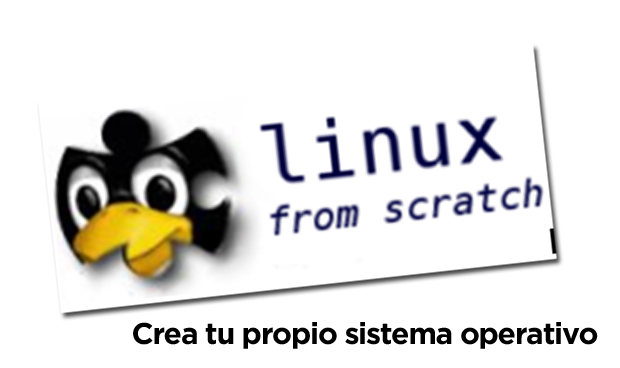 linux
from scratch
Crea tu propio sistema operativo